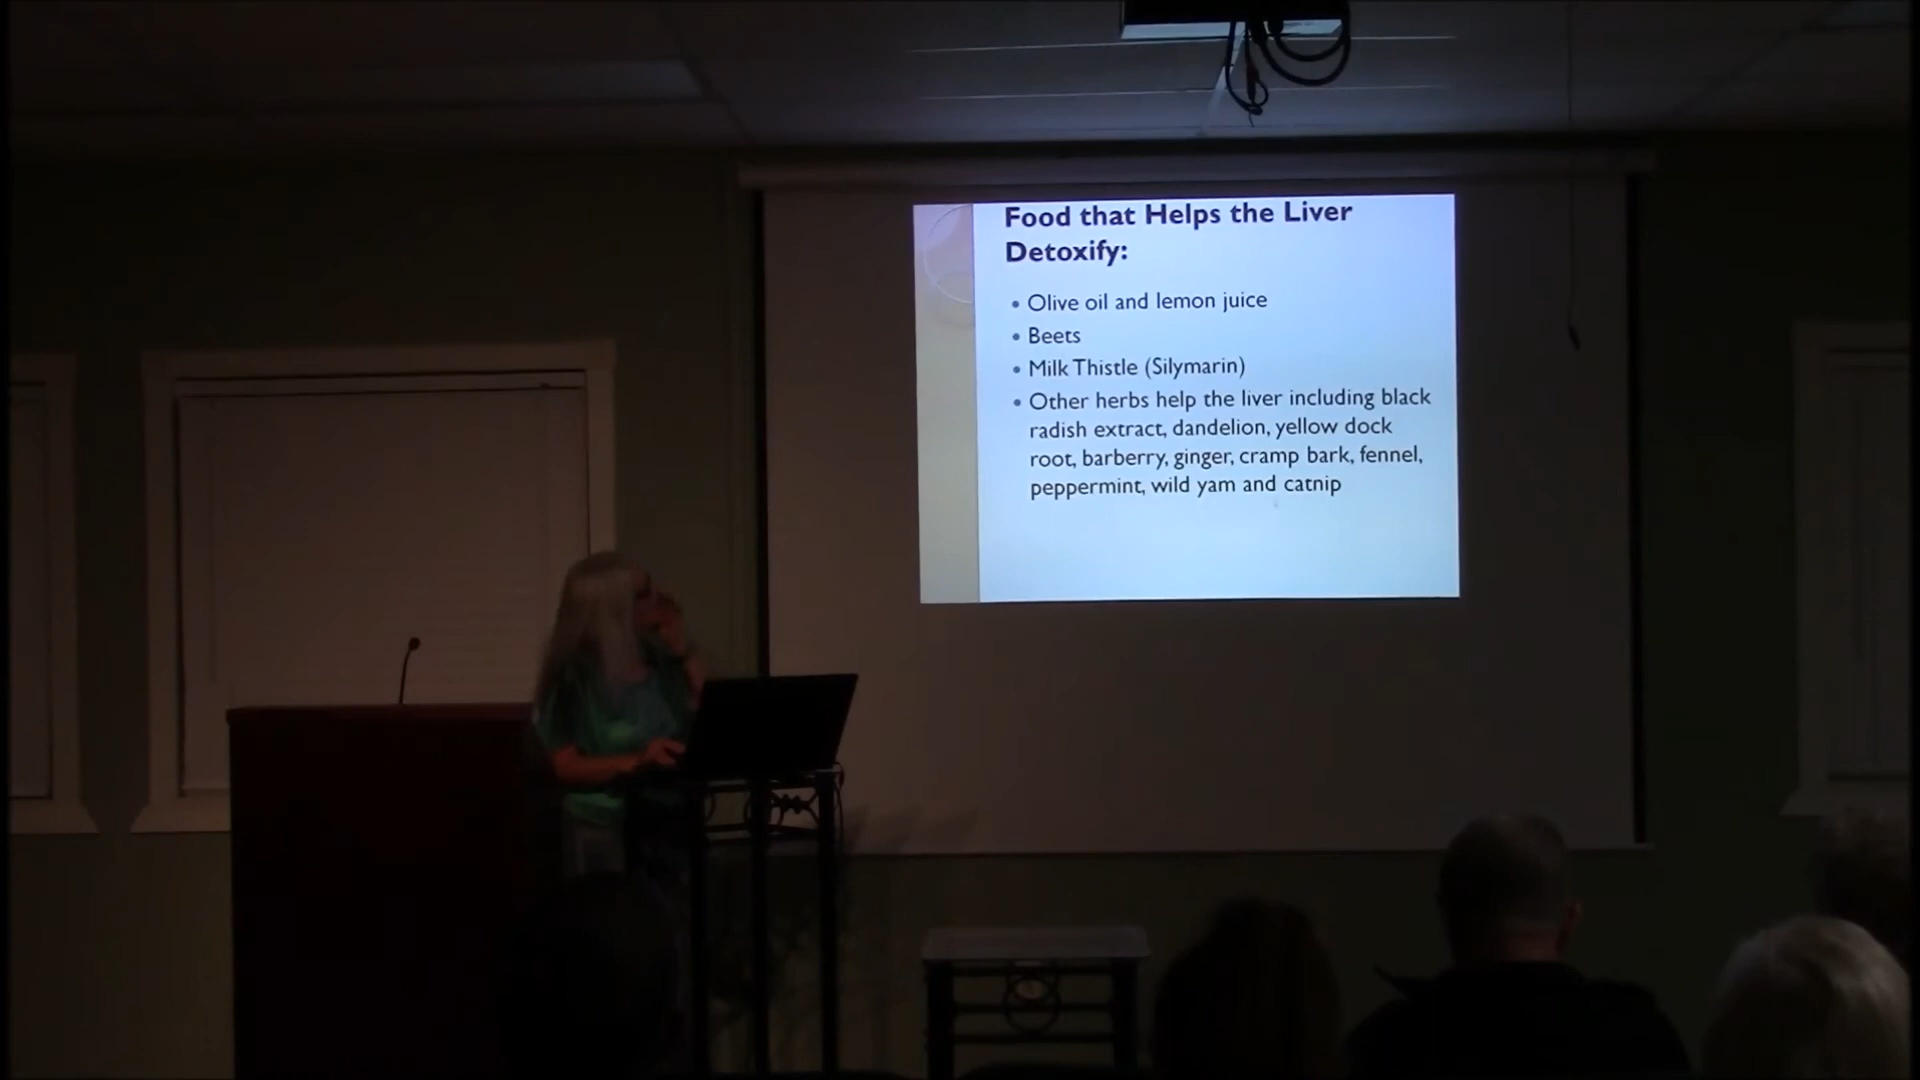 Food that Helps the Liver
Detoxify:
• Olive oil and lemon juice
• Beets
• Milk Thistle (Silymarin)
• Other herbs help the liver including black
radish extract, dandelion, yellow dock
root, barberry, ginger, cramp bark, fennel,
peppermint, wild yam and catnip